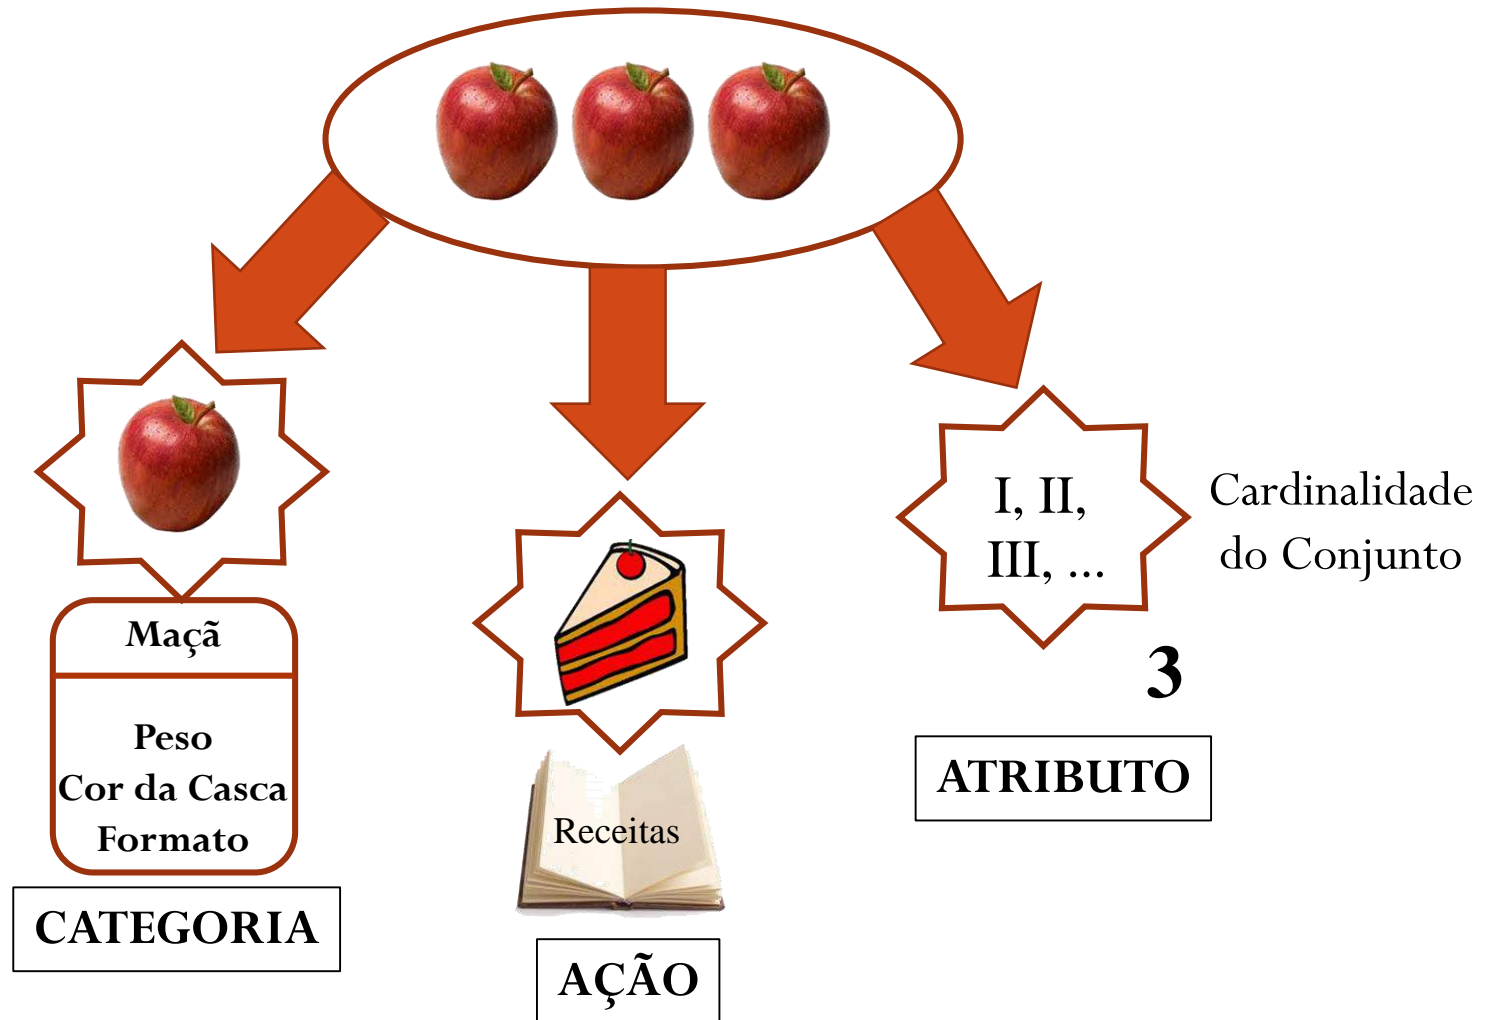 Maçã
Peso
Cor da Casca
Formato
CATEGORIA
Receitas
AÇÃO
I, II,
III, ...
Cardinalidade
do Conjunto
3
ATRIBUTO